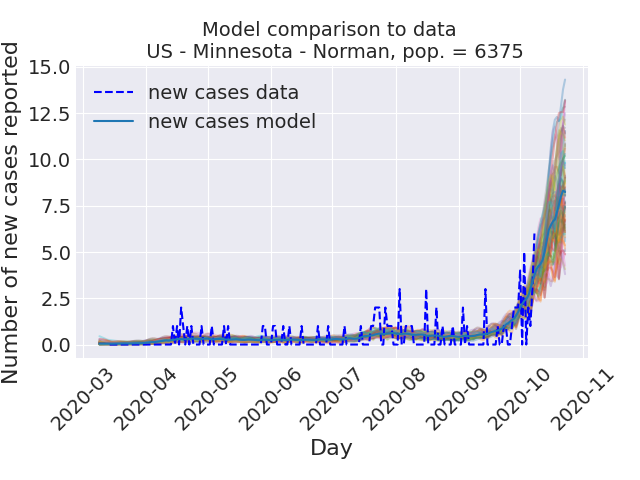 Model comparison to data
US - Minnesota - Norman, pop. = 6375
Number of new cases reported
15.0
12.5
10.0
7.5
5.0
2.5
0.0
new cases data
new cases model
2020-03
2020-04
2020-05
2020-06
2020-07
2020-08
2020-09
2020-10
2020-11
Day